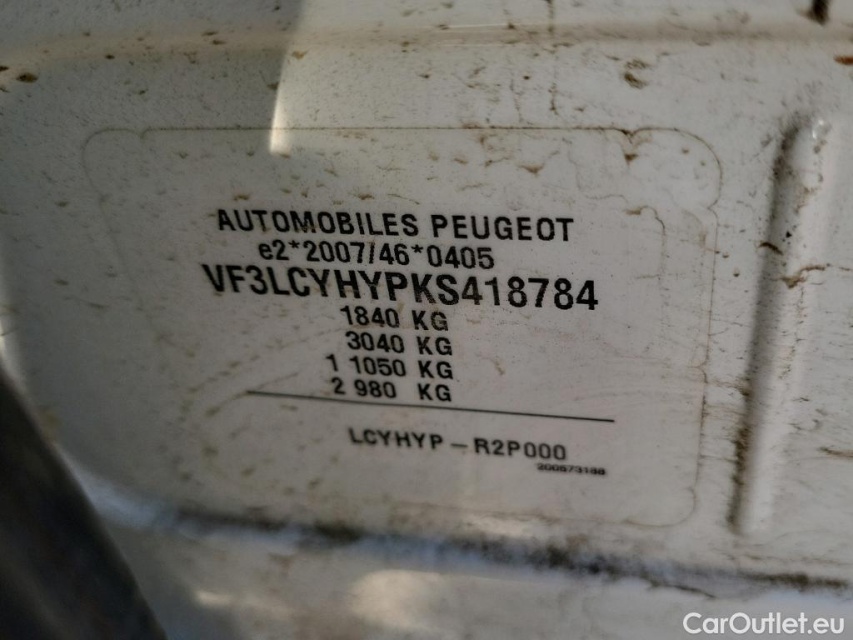 AUTOMOBILES PEUGEOT
e2*2007/46*0405
VF3LCYHYPKS418784
1840 KG
3040 KG
1 1050 KG
2 980 KG
LCYHYP - R2P000
200873188
CarOutlet.eu